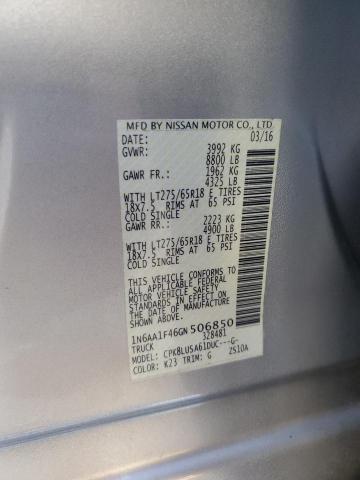 MFD BY NISSAN MOTOR CO., LTD.
DATE: 03/16
GVWR: 3992 KG
8800 LB
GAWR FR.: 1962 KG
4325 LB
WITH LT275/65R18 E TIRES
18X7.5 RIMS AT 65 PSI
COLD SINGLE
GAWR RR.: 2223 KG
4900 LB
WITH LT275/65R18 E TIRES
18X7.5 RIMS AT 65 PSI
COLD SINGLE
THIS VEHICLE CONFORMS TO
ALL APPLICABLE FEDERAL
MOTOR VEHICLE SAFETY
STANDARDS IN EFFECT ON
THE DATE OF MANUFACTURE
SHOWN ABOVE
1N6AA1F46GN506850
TRUCK 328481
MODEL: CPK8LUSA61DUC---G-
COLOR: K23 TRIM: G ZS10A